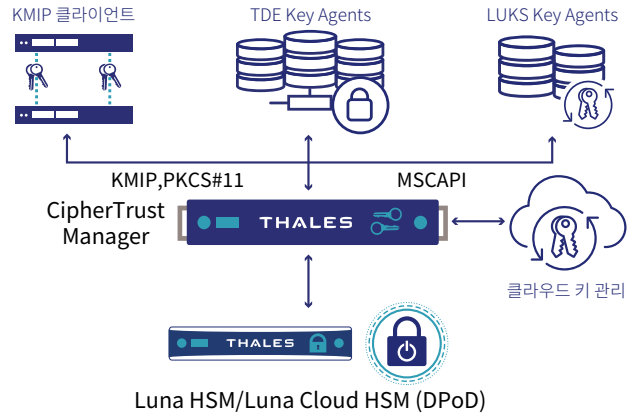 KMIP 클라이언트
TDE Key Agents
LUKS Key Agents
KMIP,PKCS#11
MSCAPI
CipherTrust
Manager
THALES
클라우드 키 관리
THALES
Luna HSM/Luna Cloud HSM (DPoD)